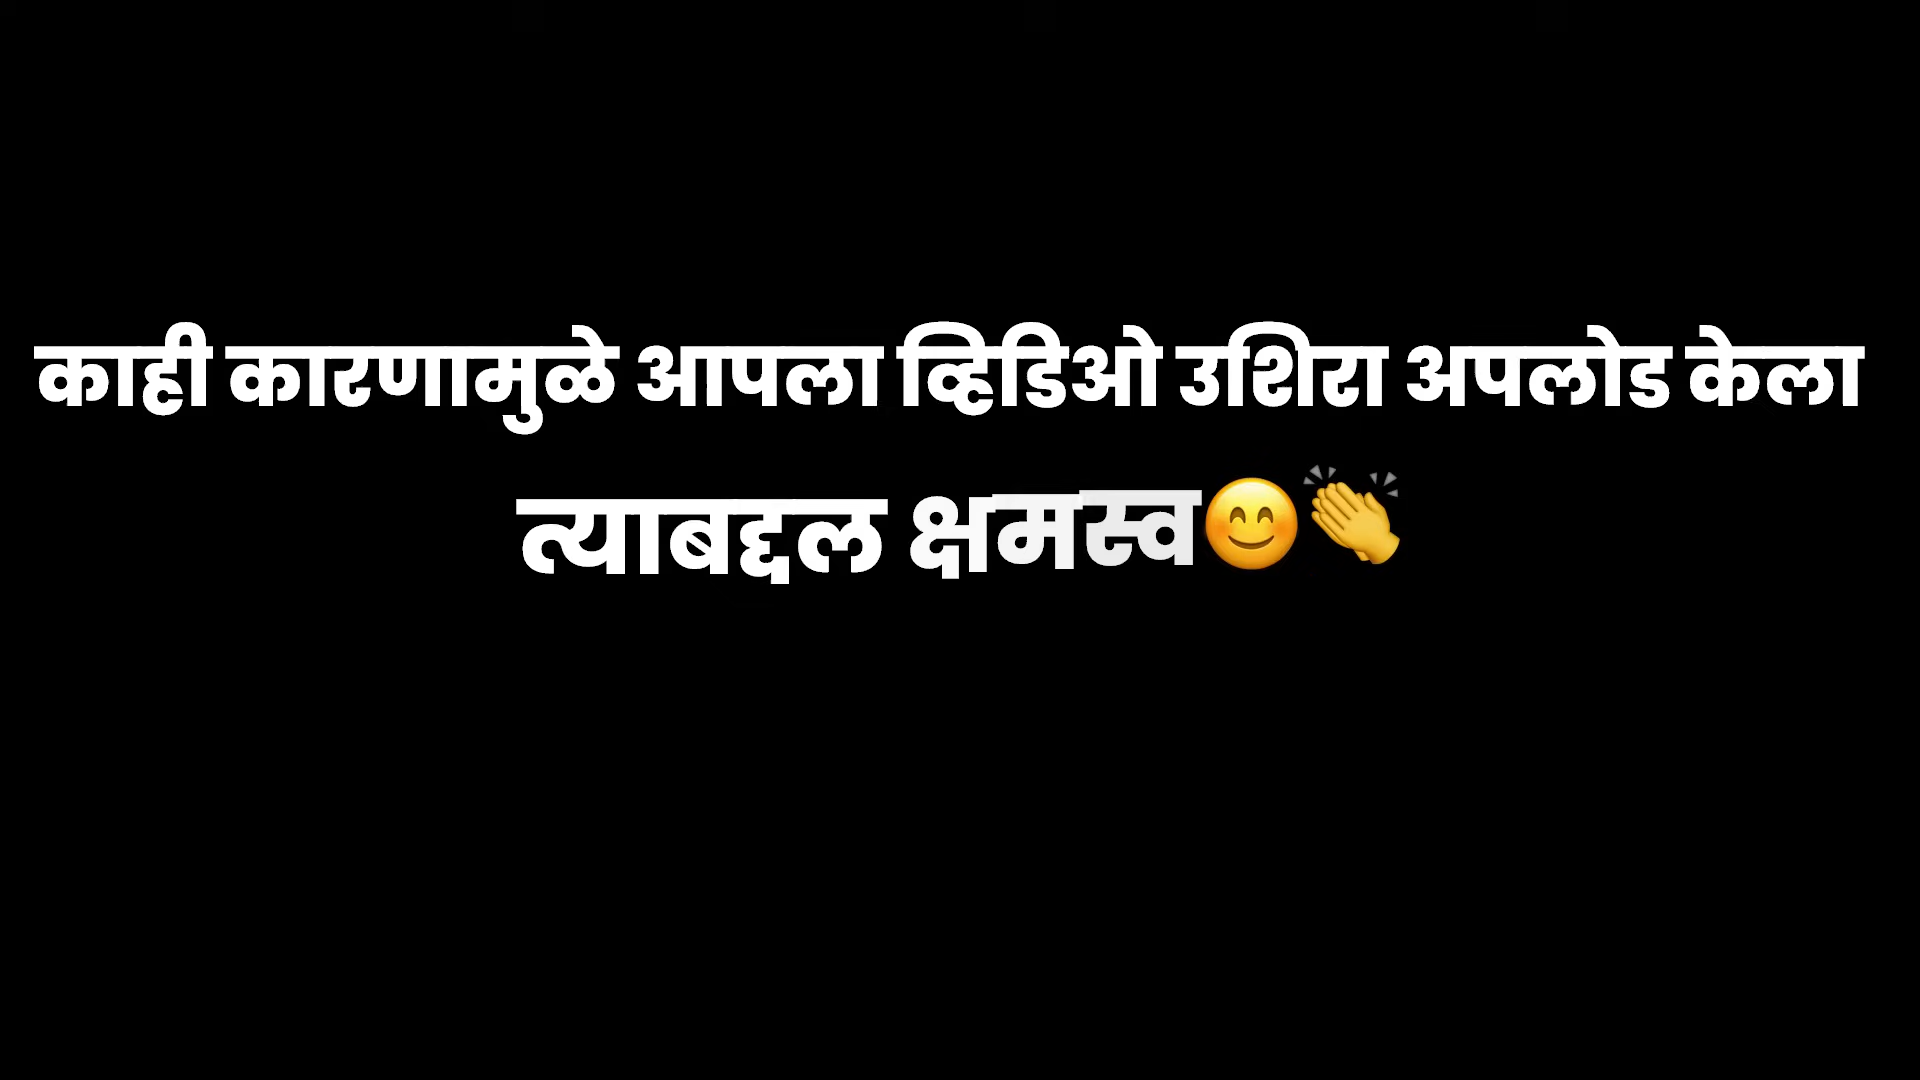 काही कारणामुळे आपला व्हिडिओ उशिरा अपलोड केला
त्याबद्दल क्षमस्व😊👏